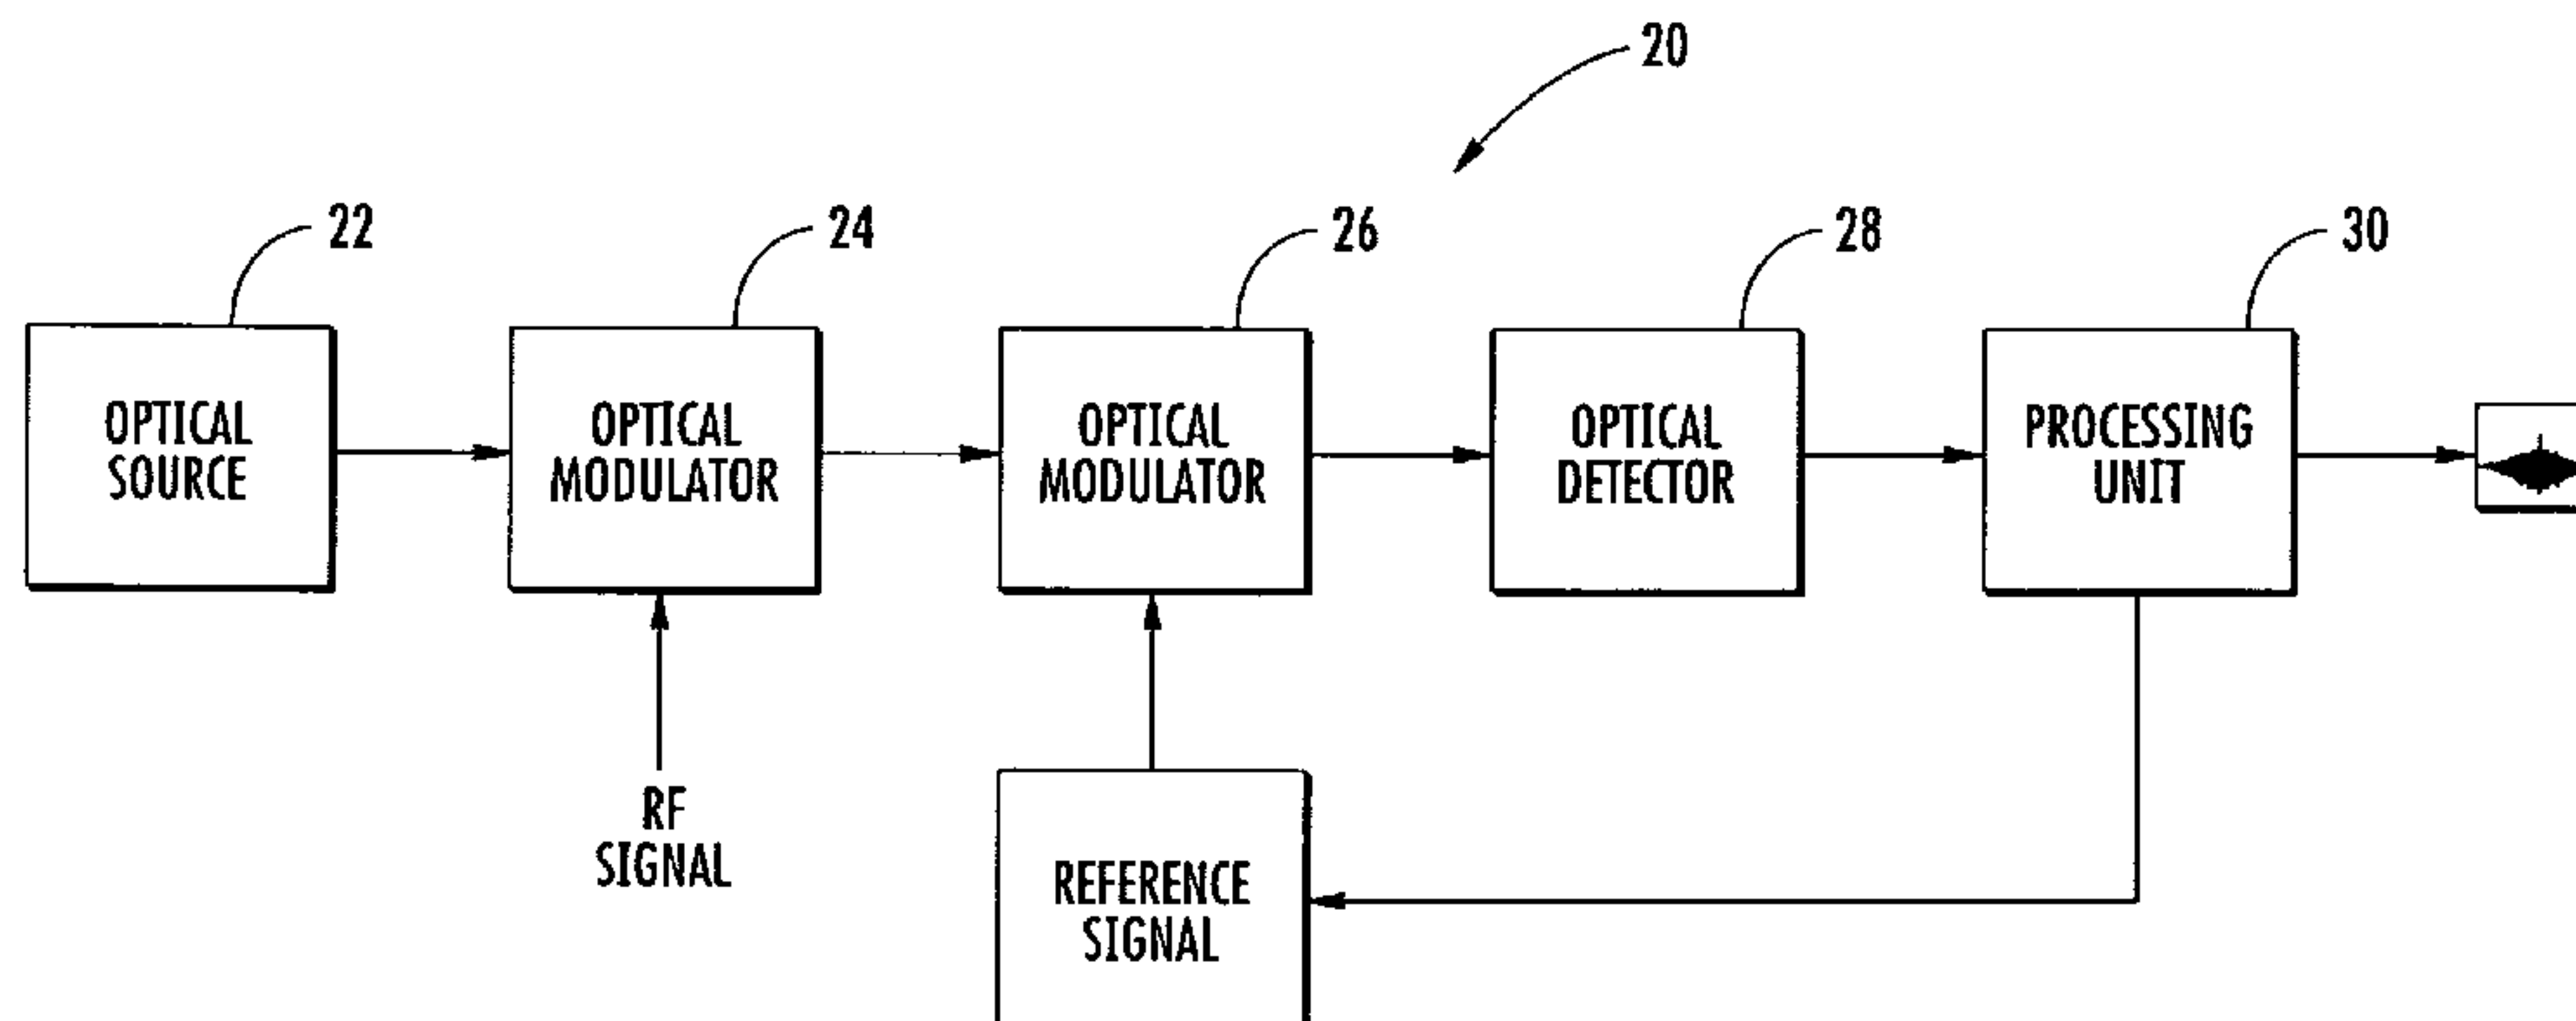 20
22
24
26
28
30
OPTICAL
SOURCE
OPTICAL
MODULATOR
OPTICAL
MODULATOR
OPTICAL
DETECTOR
PROCESSING
UNIT
RF
SIGNAL
REFERENCE
SIGNAL